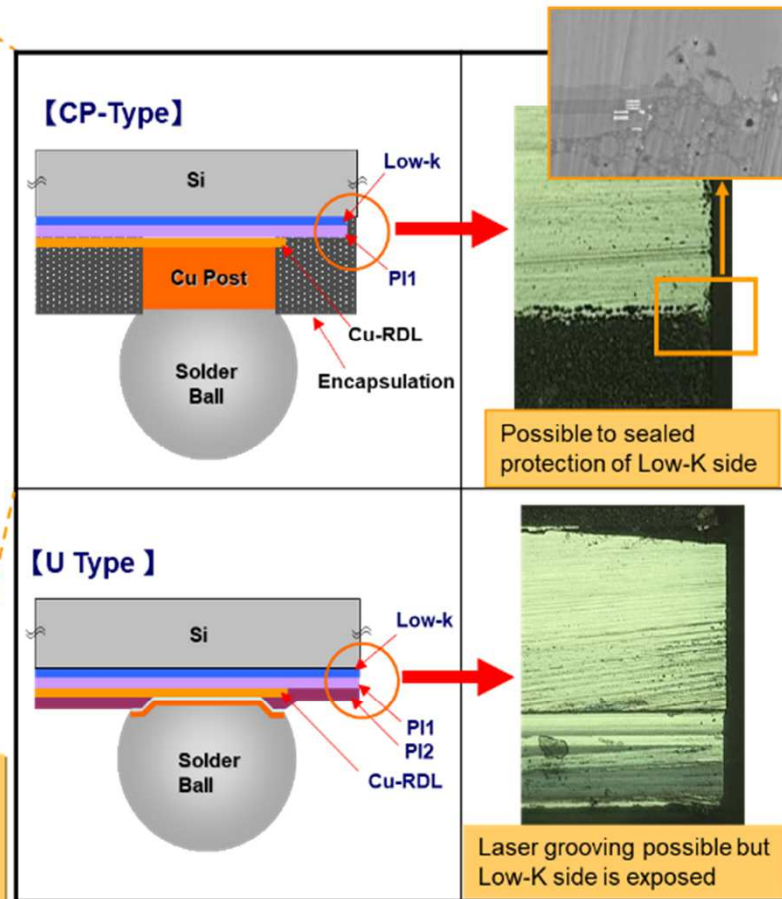 【CP-Type】
Si
Low-k
PI1
Cu Post
Cu-RDL
Encapsulation
Solder
Ball
Possible to sealed
protection of Low-K side
【U Type 】
Si
Low-k
PI1
PI2
Cu-RDL
Solder
Ball
Laser grooving possible but
Low-K side is exposed